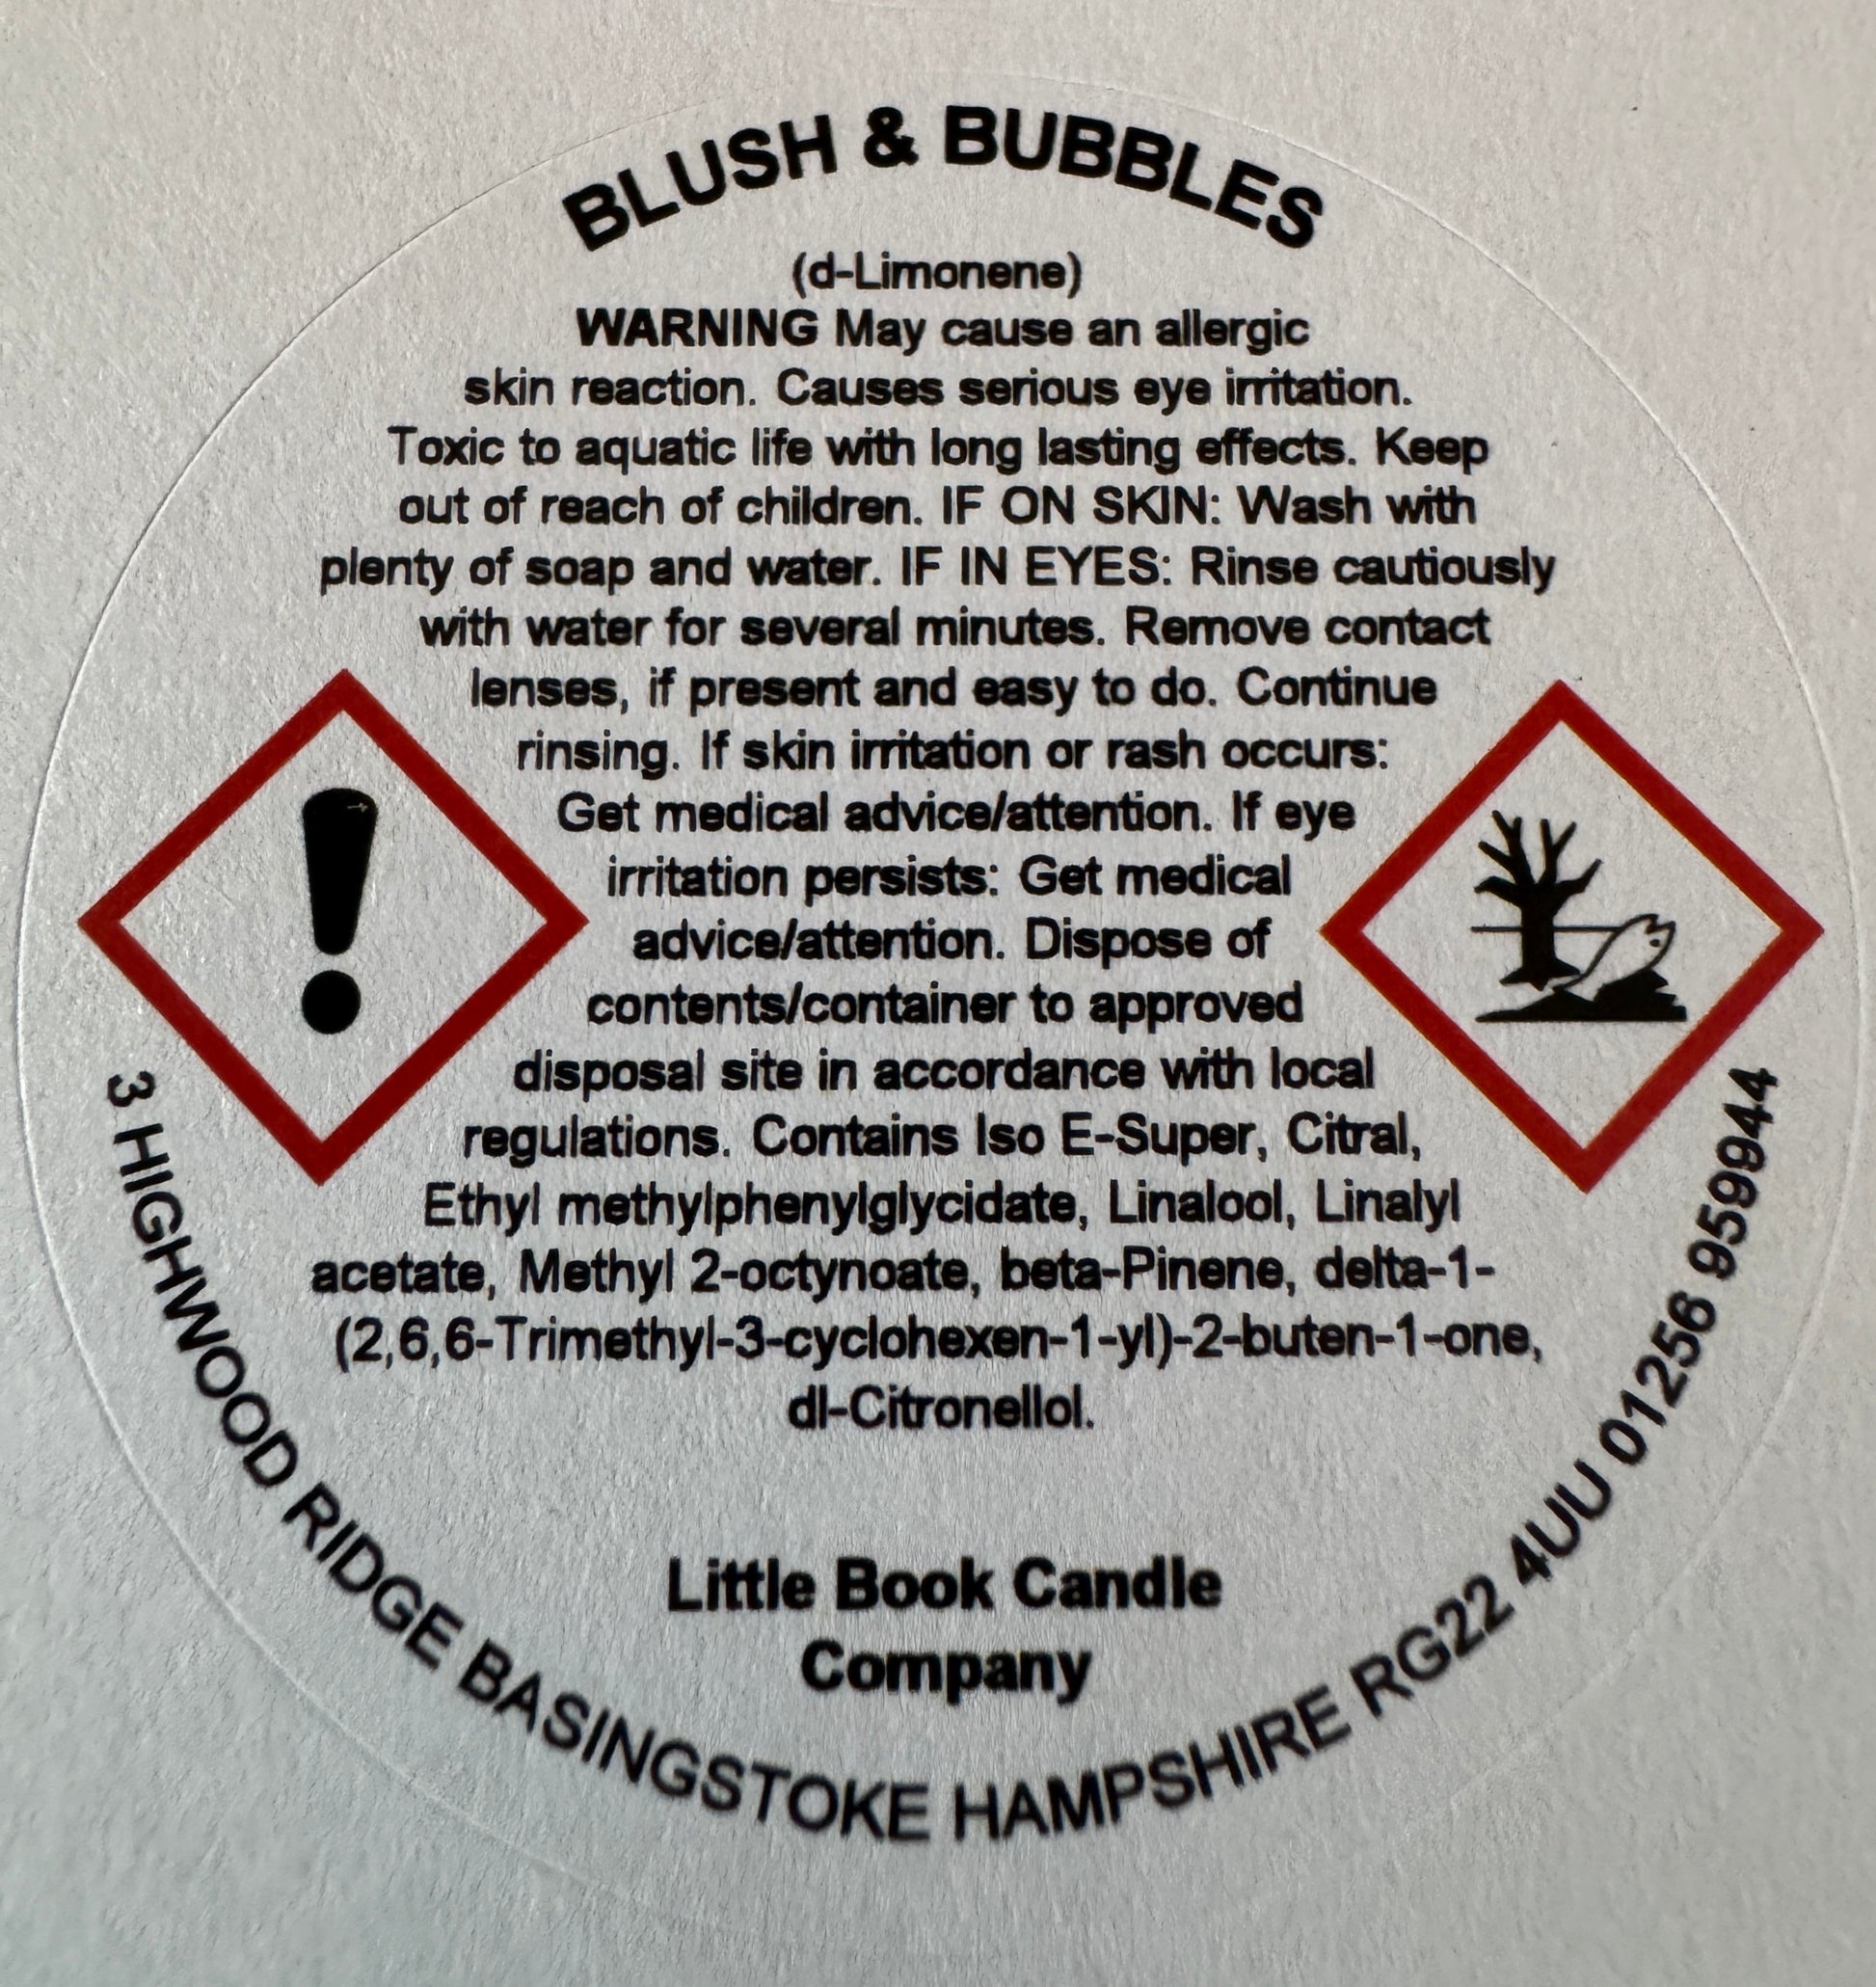 BLUSH & BUBBLES
(d-Limonene)
WARNING May cause an allergic
skin reaction. Causes serious eye irritation.
Toxic to aquatic life with long lasting effects. Keep
out of reach of children. IF ON SKIN: Wash with
plenty of soap and water. IF IN EYES: Rinse cautiously
with water for several minutes. Remove contact
lenses, if present and easy to do. Continue
rinsing. If skin irritation or rash occurs:
Get medical advice/attention. If eye
irritation persists: Get medical
advice/attention. Dispose of
contents/container to approved
disposal site in accordance with local
regulations. Contains Iso E-Super, Citral,
Ethyl methylphenylglycidate, Linalool, Linalyl
acetate, Methyl 2-octynoate, beta-Pinene, delta-1-
(2,6,6-Trimethyl-3-cyclohexen-1-yl)-2-buten-1-one,
dl-Citronellol.
Little Book Candle
Company
3 HIGHWOOD RIDGE BASINGSTOKE HAMPSHIRE RG22 4UU 01256 959944